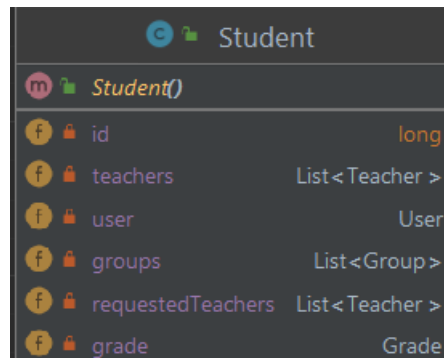 C Student
m Student()
f id long
f teachers List<Teacher>
f user User
f groups List<Group>
f requestedTeachers List<Teacher>
f grade Grade